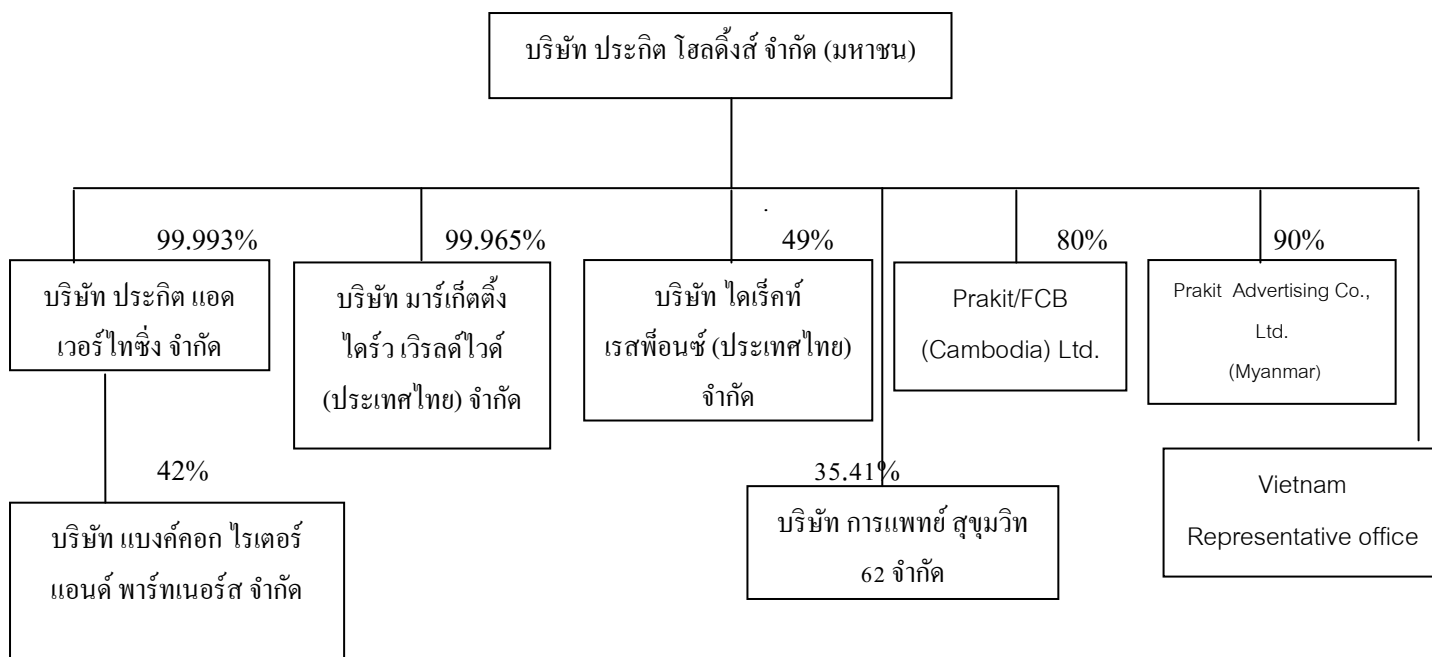 บริษัท ประกิต โฮลดิ้งส์ จำกัด (มหาชน)
.
99.993%
99.965%
49%
80%
90%
บริษัท ประกิต แอด
เวอร์ไทซิ่ง จำกัด
บริษัท มาร์เก็ตติ้ง
ไดร์ว เวิรลด์ไวด์
(ประเทศไทย) จำกัด
บริษัท ไดเร็คท์
เรสพ็อนซ์ (ประเทศไทย)
จำกัด
Prakit/FCB
(Cambodia) Ltd.
Prakit Advertising Co.,
Ltd.
(Myanmar)
42%
35.41%
บริษัท แบงค์คอก ไรเตอร์
แอนด์ พาร์ทเนอร์ส จำกัด
บริษัท การแพทย์ สุขุมวิท
62 จำกัด
Vietnam
Representative office